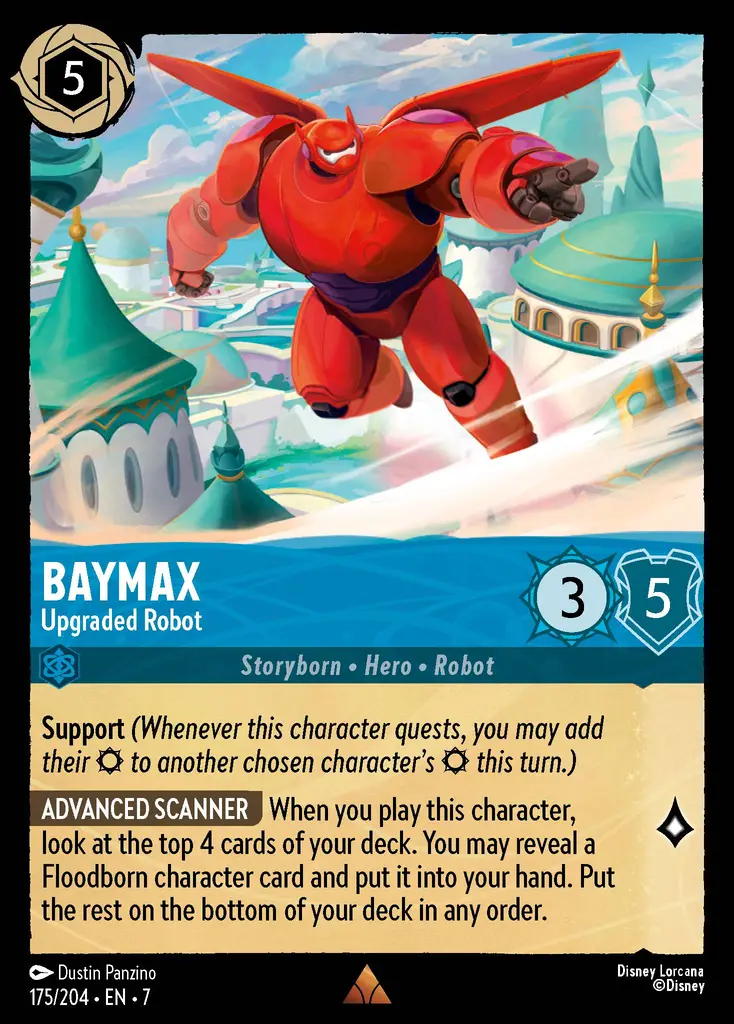 5
BAYMAX
Upgraded Robot
3
5
Storyborn • Hero • Robot
Support (Whenever this character quests, you may add
their to another chosen character's this turn.)
ADVANCED SCANNER When you play this character,
look at the top 4 cards of your deck. You may reveal a
Floodborn character card and put it into your hand. Put
the rest on the bottom of your deck in any order.
Dustin Panzino
175/204 • EN • 7
Disney Lorcana
©Disney